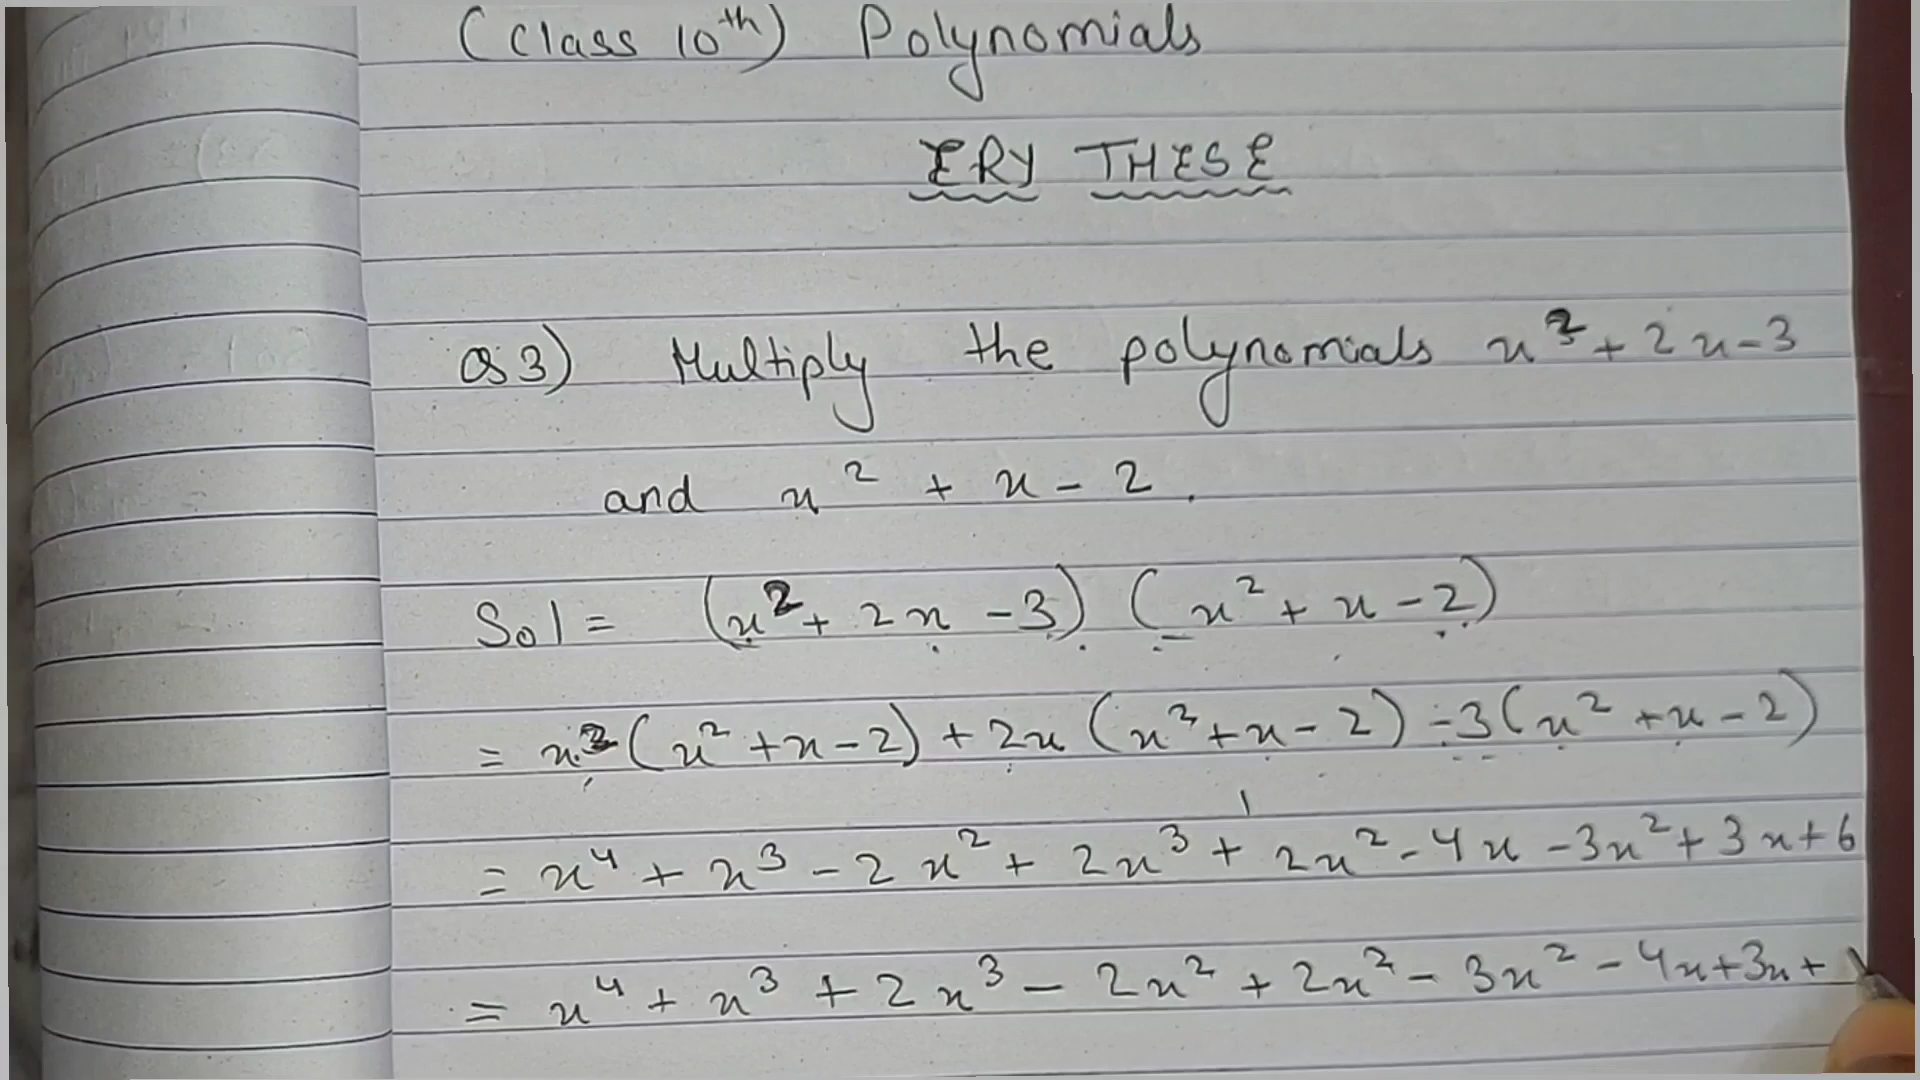 (Class 10th) Polynomials
TRY THESE
Q3) Multiply the polynomials x² + 2x - 3
and x² + x - 2.
Sol = (x² + 2x - 3) (x² + x - 2)
= x²(x² + x - 2) + 2x (x² + x - 2) - 3(x² + x - 2)
= x⁴ + x³ - 2x² + 2x³ + 2x² - 4x - 3x² + 3x + 6
= x⁴ + x³ + 2x³ - 2x² + 2x² - 3x² - 4x + 3x +